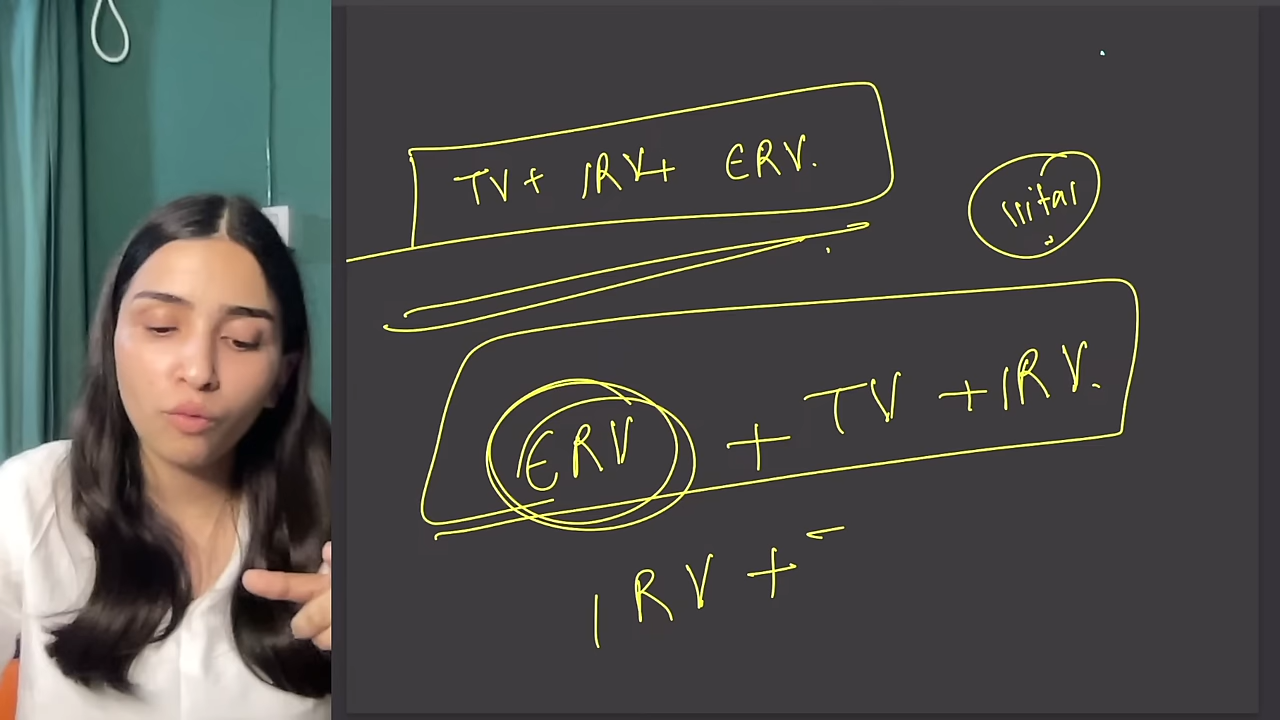 TV + IRV + ERV.
vital
ERV + TV + IRV.
IRV +